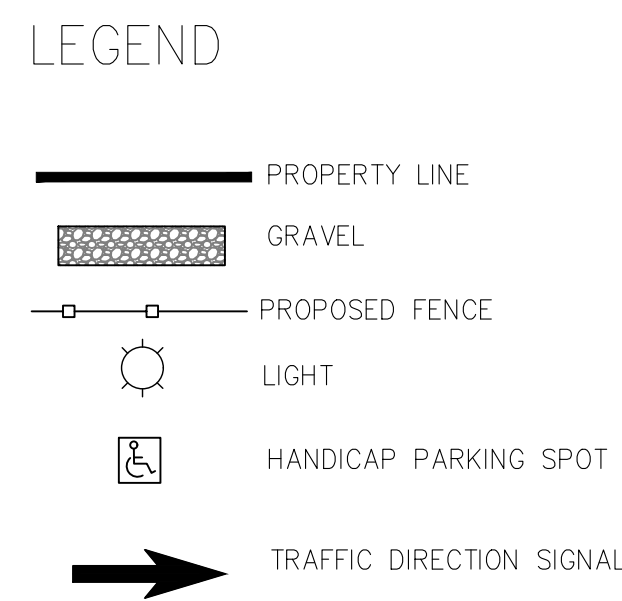 LEGEND
PROPERTY LINE
GRAVEL
PROPOSED FENCE
LIGHT
HANDICAP PARKING SPOT
TRAFFIC DIRECTION SIGNAL